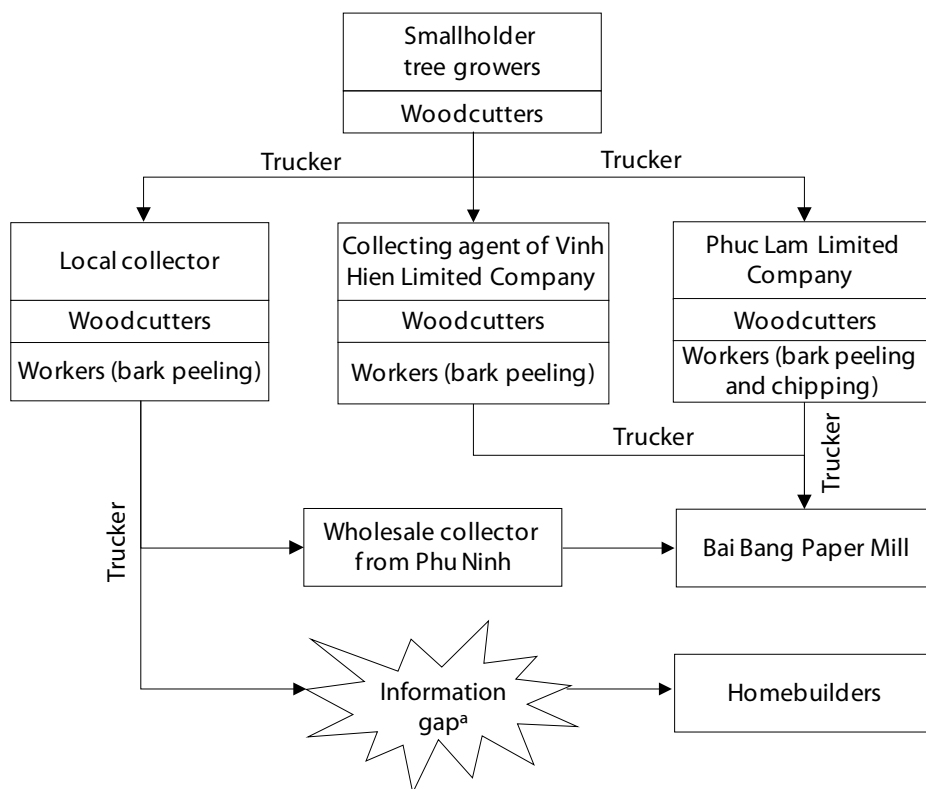 Smallholder
tree growers
Woodcutters
Trucker
Trucker
Local collector
Woodcutters
Workers (bark peeling)
Collecting agent of Vinh
Hien Limited Company
Woodcutters
Workers (bark peeling)
Phuc Lam Limited
Company
Woodcutters
Workers (bark peeling
and chipping)
Trucker
Trucker
Trucker
Wholesale collector
from Phu Ninh
Bai Bang Paper Mill
Information
gapᵃ
Homebuilders